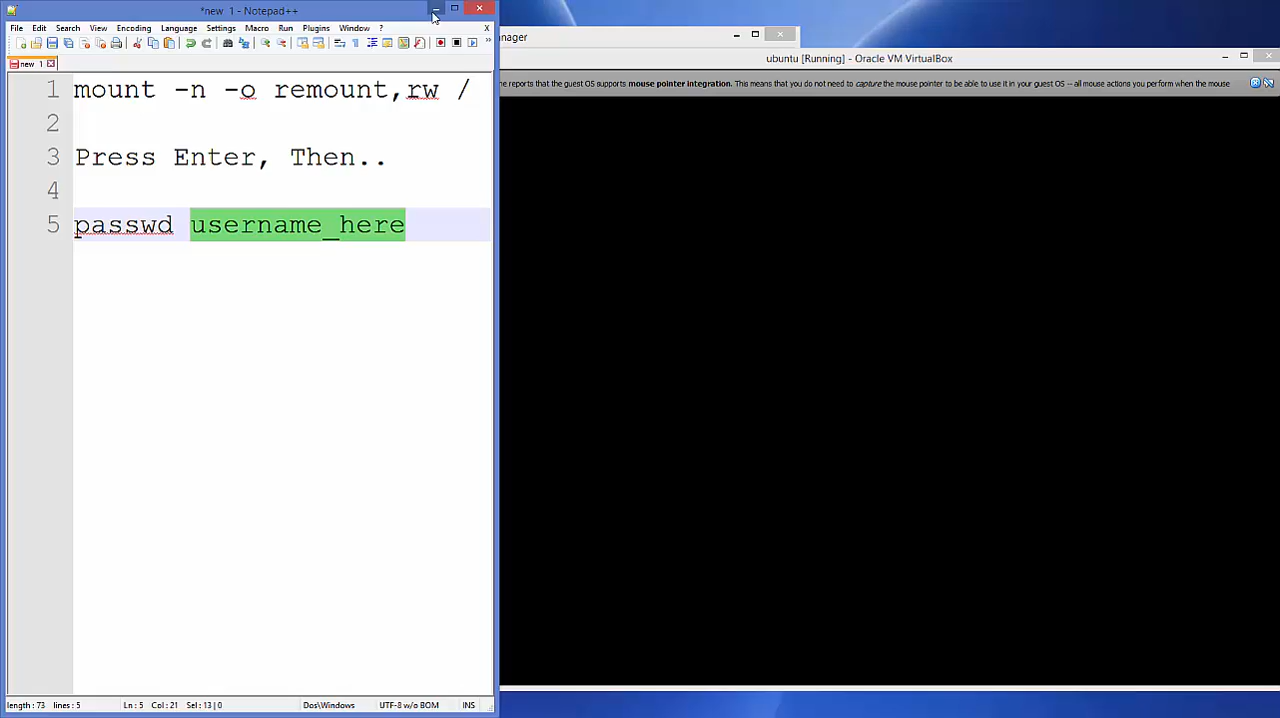 *new 1 - Notepad++
File Edit Search View Encoding Language Settings Macro Run Plugins Window ? X
new 1
1 mount -n -o remount,rw /
2
3 Press Enter, Then..
4
5 passwd username_here
length : 73 lines : 5 Ln : 5 Col : 21 Sel : 13 | 0 Dos\Windows UTF-8 w/o BOM INS
nager
ubuntu [Running] - Oracle VM VirtualBox
ne reports that the guest OS supports mouse pointer integration. This means that you do not need to capture the mouse pointer to be able to use it in your guest OS -- all mouse actions you perform when the mouse